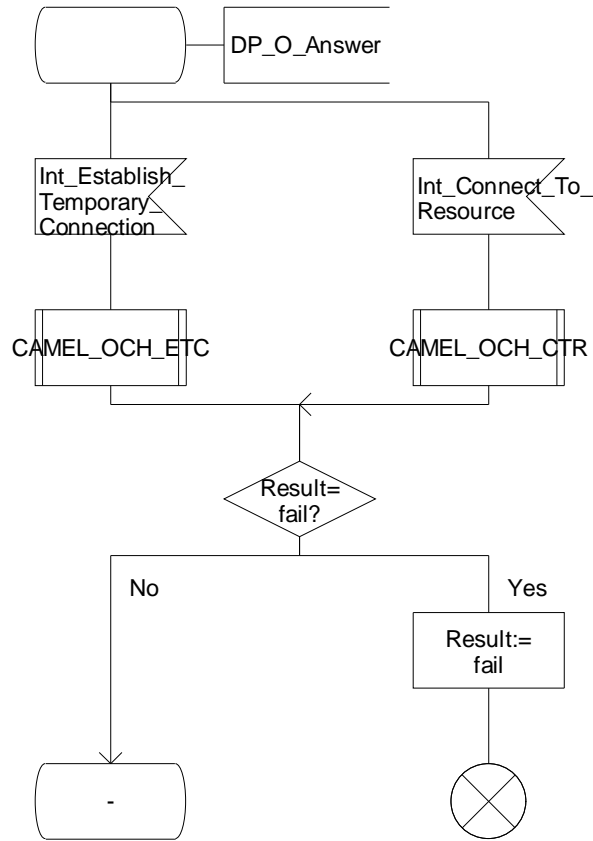 DP_O_Answer
Int_Establish_
Temporary_
Connection
Int_Connect_To_
Resource
CAMEL_OCH_ETC
CAMEL_OCH_CTR
Result=
fail?
No
Yes
Result:=
fail
-